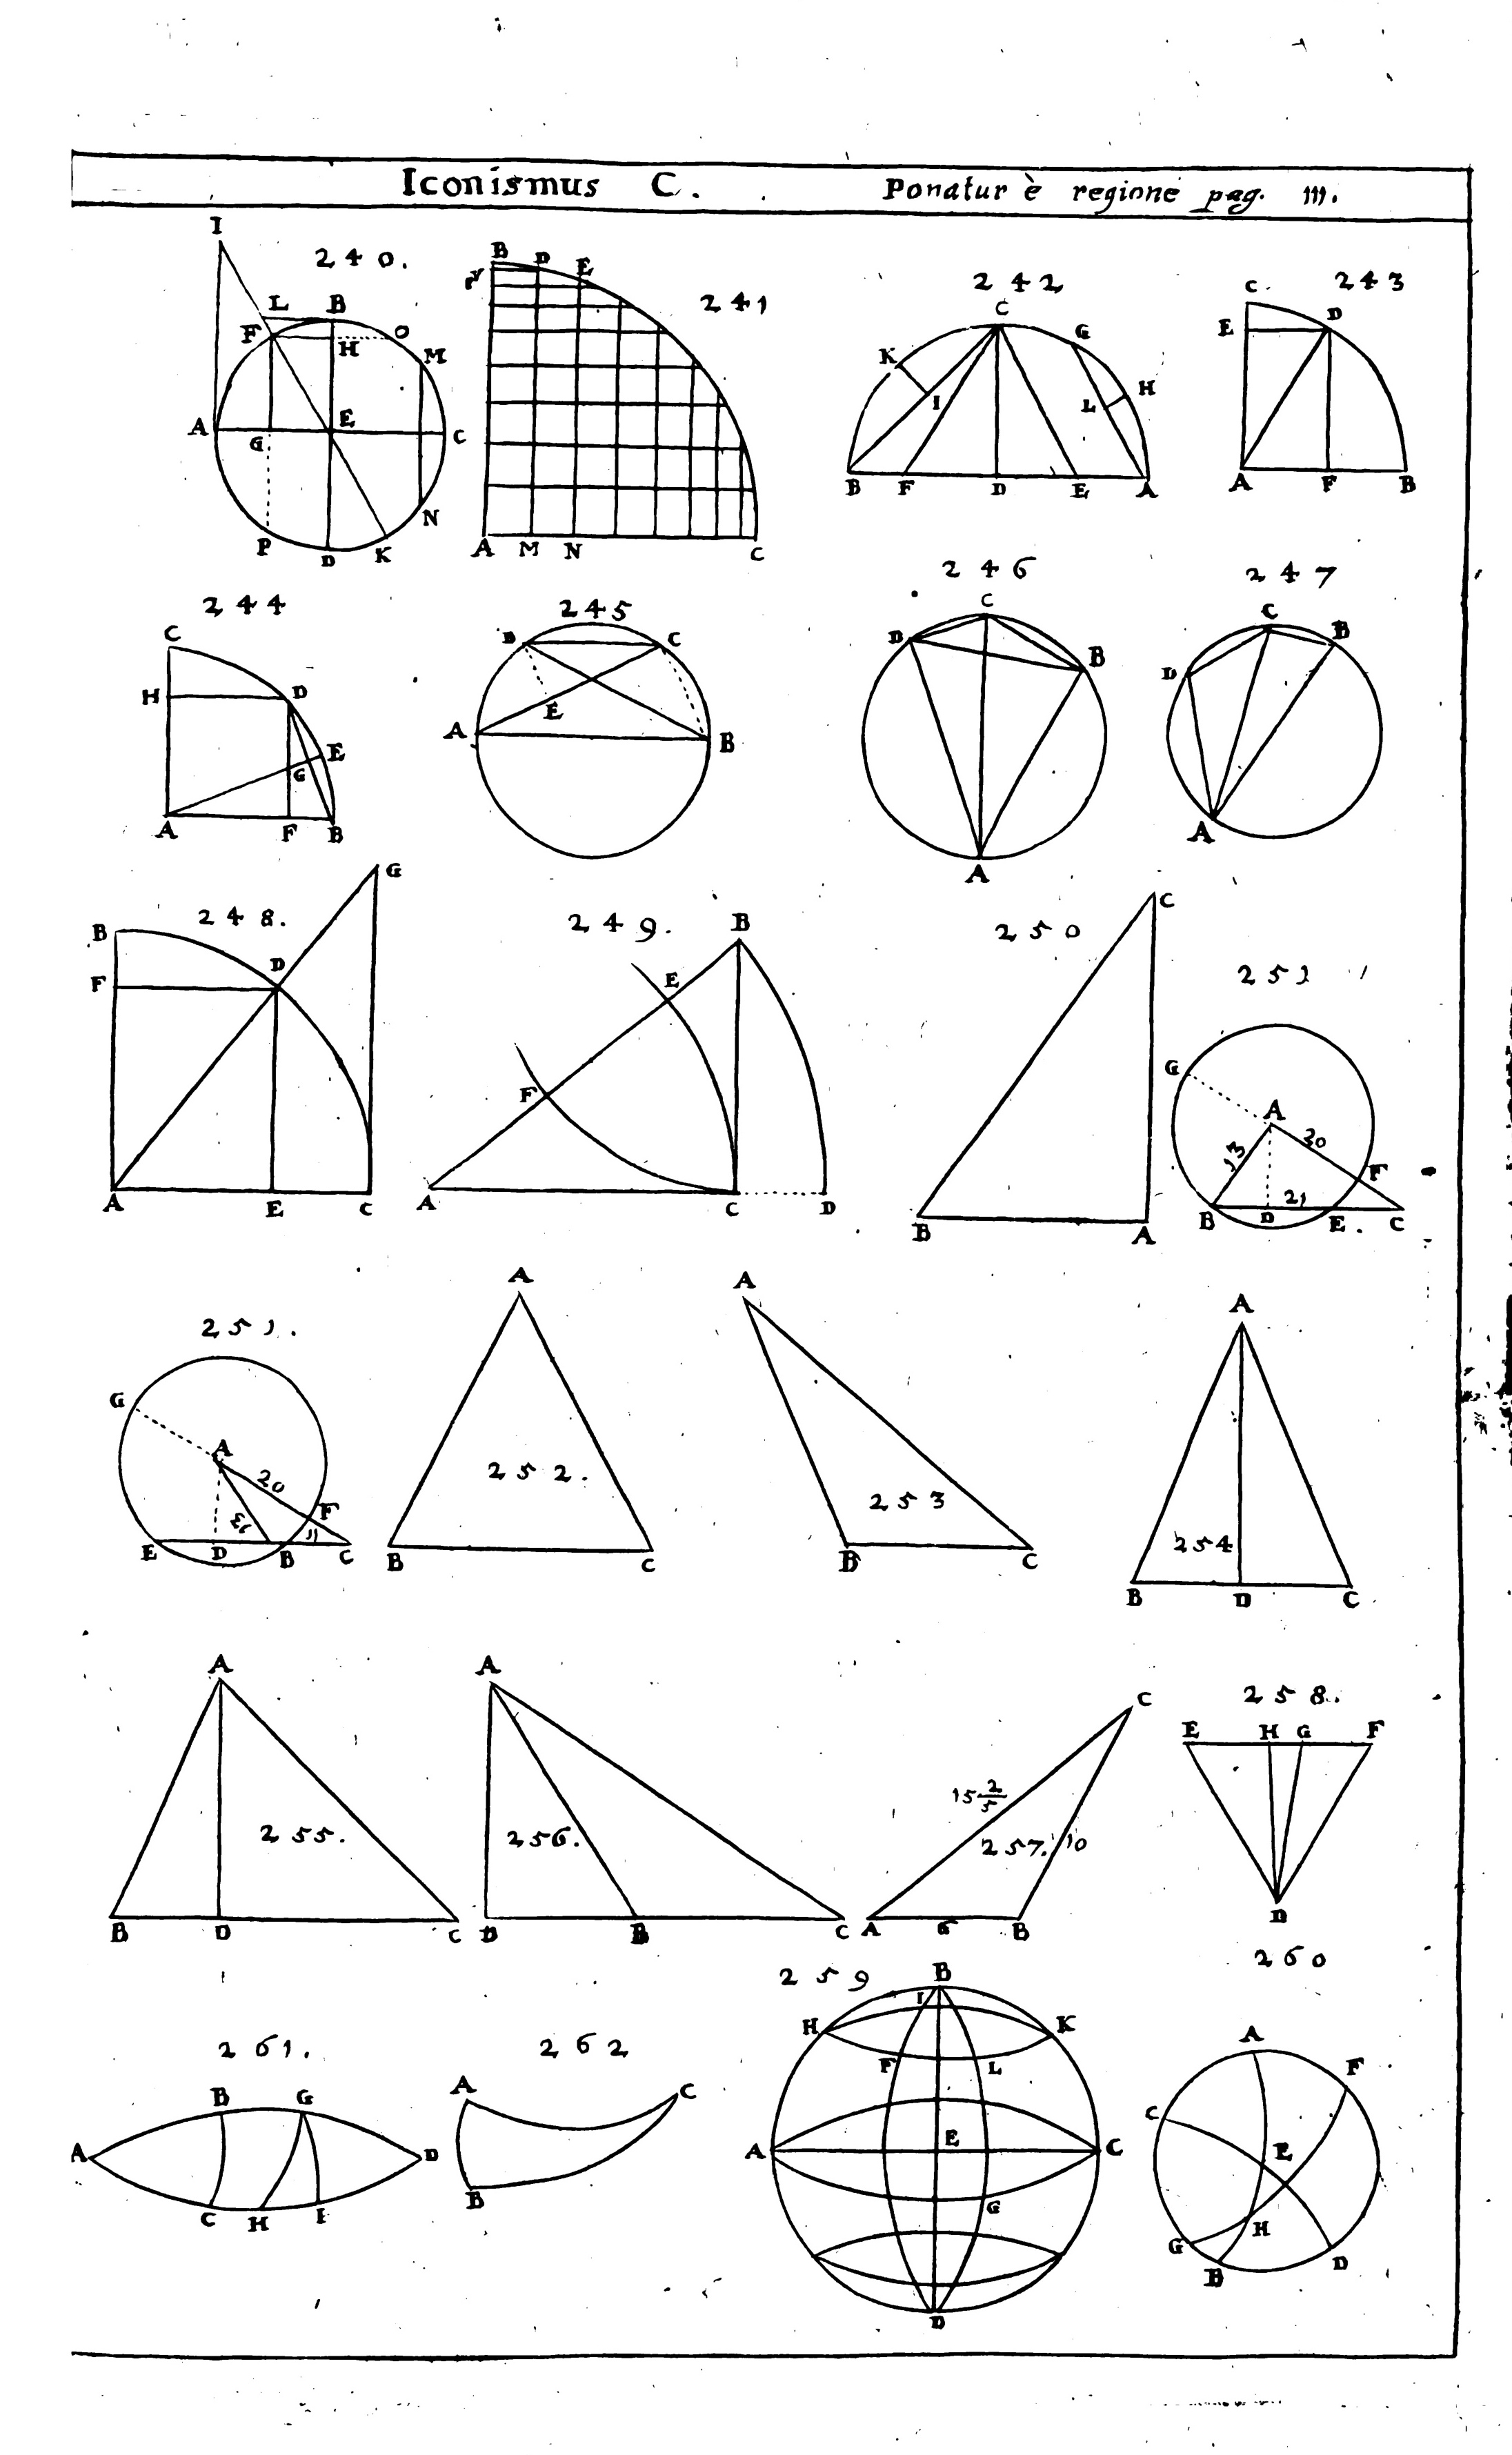 Iconismus C. Ponatur è regione pag. 111.
240.
I
L B
F H O
M
A G E C
N
P D K
241
B D E
A M N C
242
C
K G
I L H
B F D E A
243
C D
E
A F B
244
C
H D
E
G
A F B
245
D C
E
A B
246
C
D B
A
247
C B
D
A
248.
G
B
F D
A E C
249.
B
E
F
A C D
250
C
B A
251
G
A
13 20
F
21
B D E. C
251.
G
A
20
13 F
11
E D B C
252.
A
B C
253
A
B C
254
A
B D C
255.
A
B D C
256.
A
D B C
257.
C
15 2/5
10
A 6 B
258.
E H G F
D
259
B
I
H K
F L
A E C
G
D
260
A F
C
E
H
G B D
261.
B G
A D
C H I
262
A C
B